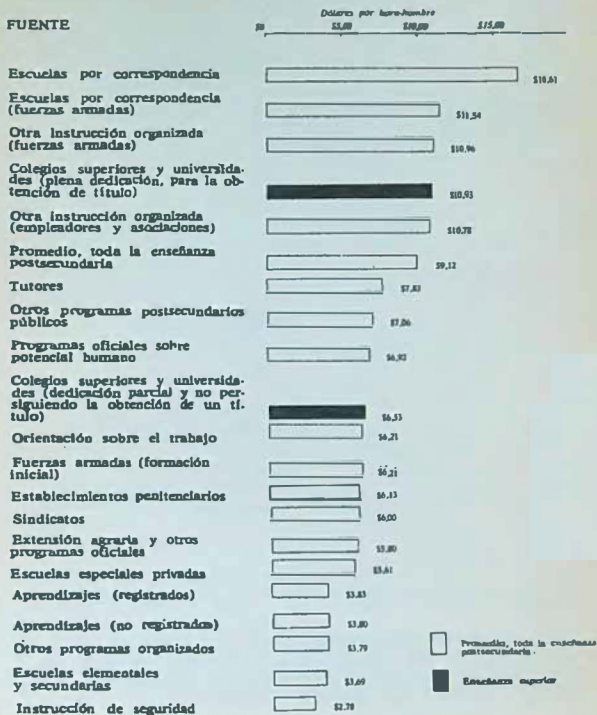 FUENTE
Dólares por hora-hombre
$0 $5,00 $10,00 $15,00
Escuelas por correspondencia
$10,61
Escuelas por correspondencia
(fuerzas armadas)
$11,54
Otra instrucción organizada
(fuerzas armadas)
$10,96
Colegios superiores y universida-
des (plena dedicación, para la ob-
tención de título)
$10,93
Otra instrucción organizada
(empleadores y asociaciones)
$10,78
Promedio, toda la enseñanza
postsecundaria
$9,12
Tutores
$7,83
Otros programas postsecundarios
públicos
$7,06
Programas oficiales sobre
potencial humano
$6,92
Colegios superiores y universida-
des (dedicación parcial y no per-
siguiendo la obtención de un tí-
tulo)
$6,53
Orientación sobre el trabajo
$6,21
Fuerzas armadas (formación
inicial)
$6,21
Establecimientos penitenciarios
$6,13
Sindicatos
$6,00
Extensión agraria y otros
programas oficiales
$5,80
Escuelas especiales privadas
$5,61
Aprendizajes (registrados)
$3,83
Aprendizajes (no registrados)
$3,80
Otros programas organizados
$3,79
Escuelas elementales
y secundarias
$3,69
Instrucción de seguridad
$2,78
Promedio, toda la enseñanza
postsecundaria.
Enseñanza superior